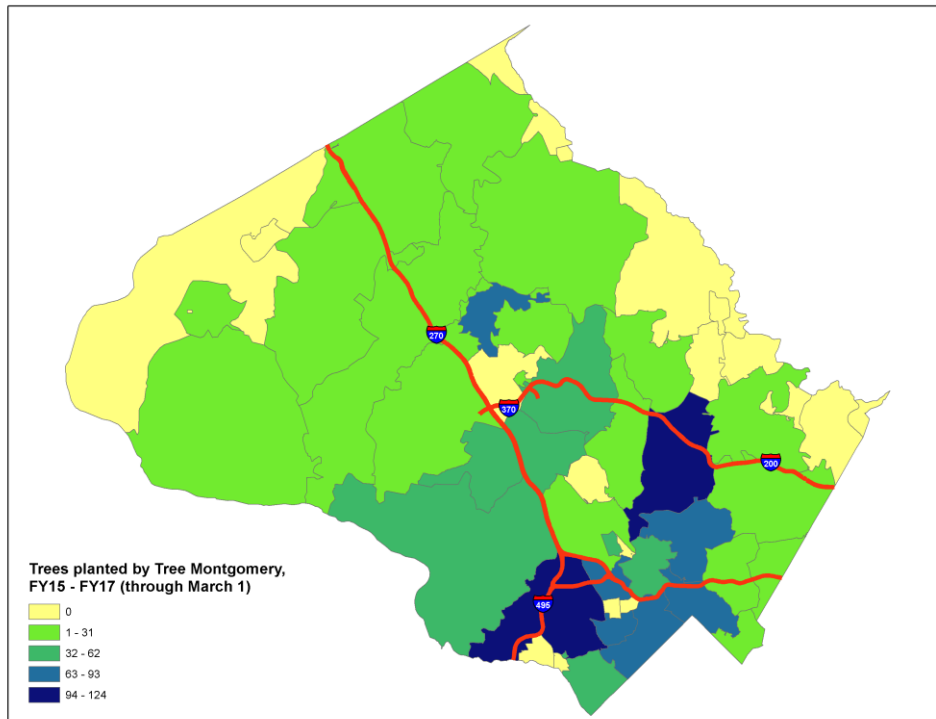 270
370
200
495
Trees planted by Tree Montgomery,
FY15 - FY17 (through March 1)
0
1 - 31
32 - 62
63 - 93
94 - 124